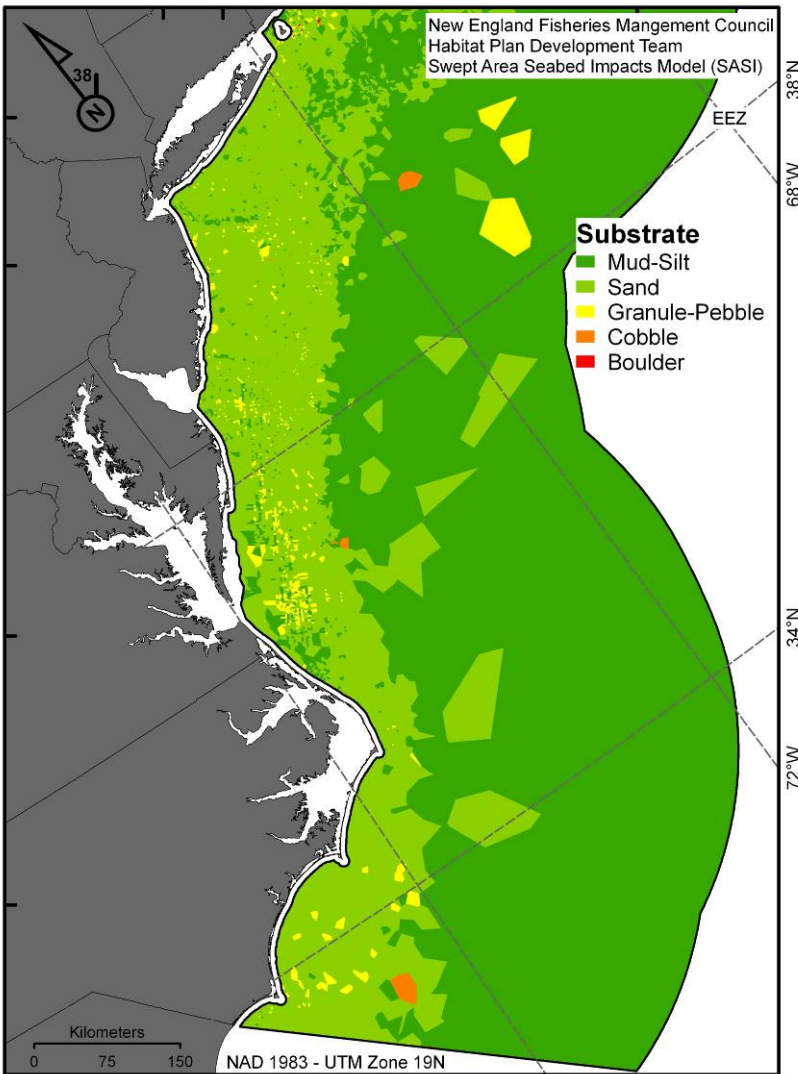 New England Fisheries Mangement Council
Habitat Plan Development Team
Swept Area Seabed Impacts Model (SASI)
38
N
38°N
EEZ
68°W
Substrate
Mud-Silt
Sand
Granule-Pebble
Cobble
Boulder
34°N
72°W
Kilometers
0 75 150
NAD 1983 - UTM Zone 19N